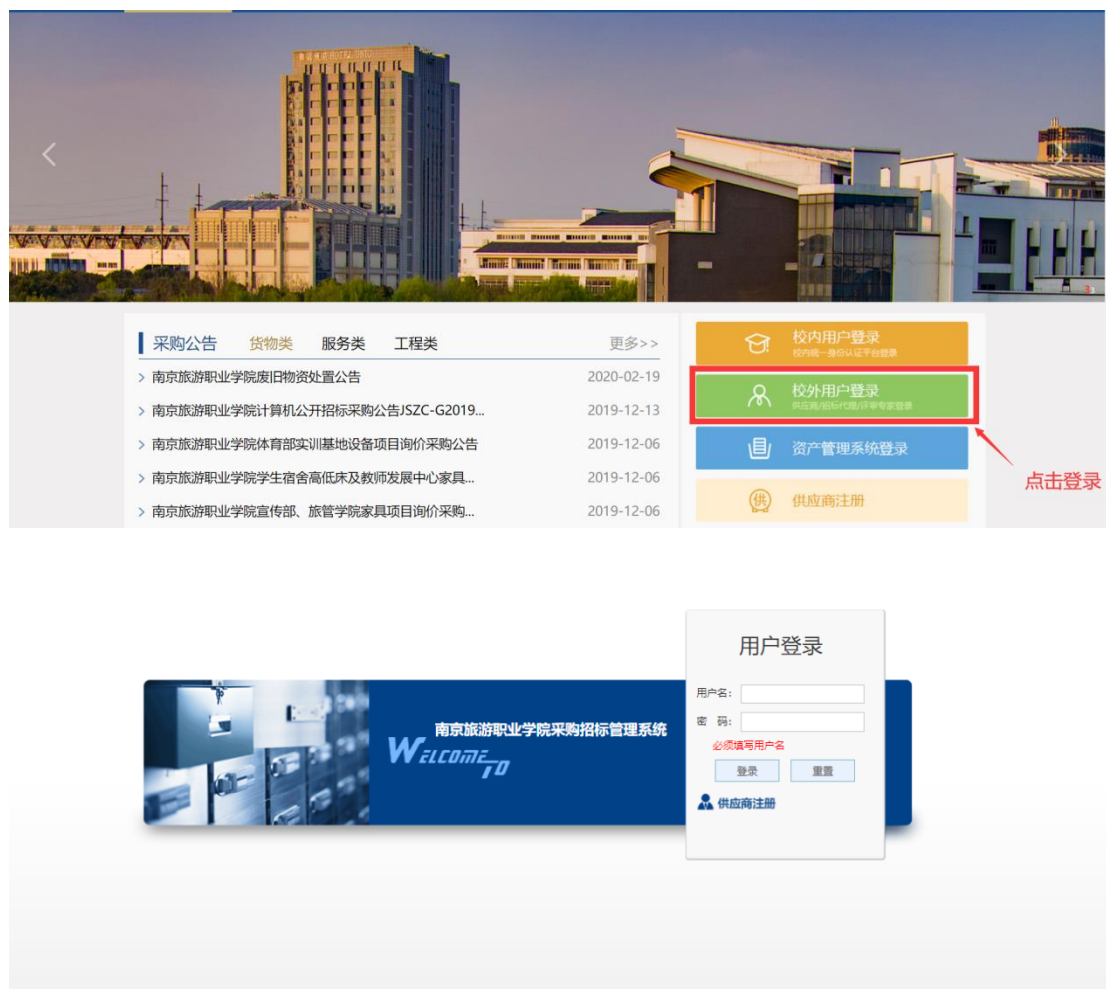 采购公告 货物类 服务类 工程类 更多>>
> 南京旅游职业学院废旧物资处置公告 2020-02-19
> 南京旅游职业学院计算机公开招标采购公告JSZC-G2019... 2019-12-13
> 南京旅游职业学院体育部实训基地设备项目询价采购公告 2019-12-06
> 南京旅游职业学院学生宿舍高低床及教师发展中心家具... 2019-12-06
> 南京旅游职业学院宣传部、旅管学院家具项目询价采购... 2019-12-06
校内用户登录
校内统一身份认证平台登录
校外用户登录
供应商/招标代理/评审专家登录
资产管理系统登录
供 供应商注册
点击登录
用户登录
用户名:
密 码:
必须填写用户名
登录 重置
供应商注册
南京旅游职业学院采购招标管理系统
WELCOME TO